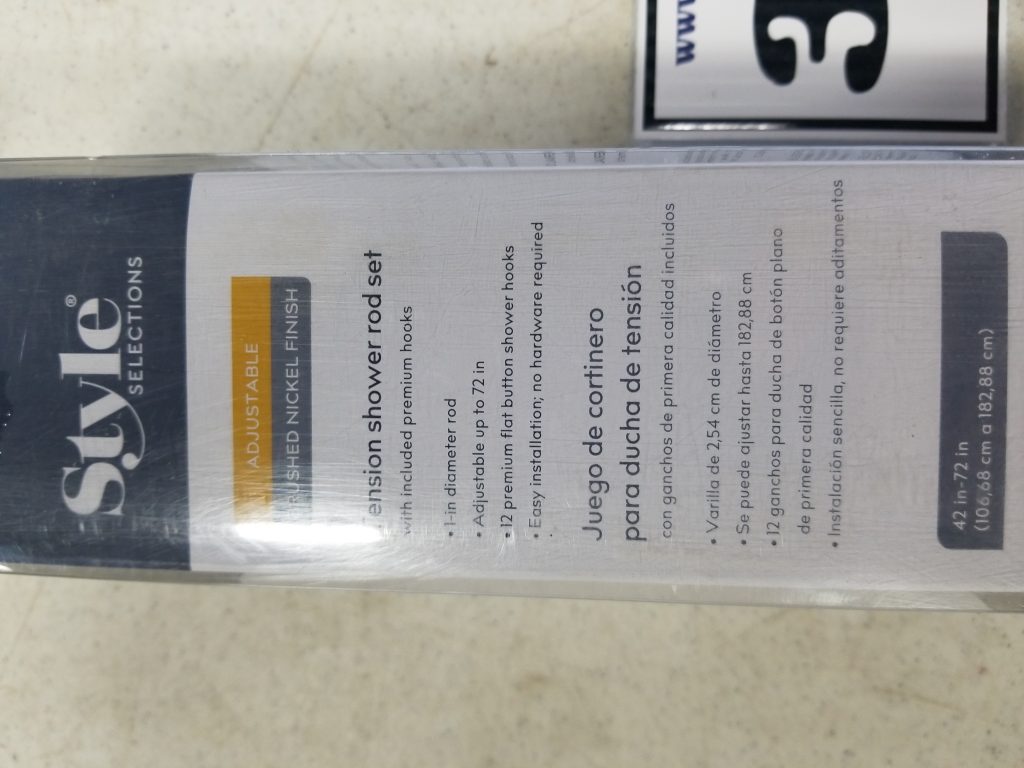 Style®
SELECTIONS
ADJUSTABLE
BRUSHED NICKEL FINISH
Tension shower rod set
with included premium hooks
• 1-in diameter rod
• Adjustable up to 72 in
• 12 premium flat button shower hooks
• Easy installation; no hardware required
Juego de cortinero
para ducha de tensión
con ganchos de primera calidad incluidos
• Varilla de 2,54 cm de diámetro
• Se puede ajustar hasta 182,88 cm
• 12 ganchos para ducha de botón plano
de primera calidad
• Instalación sencilla, no requiere aditamentos
42 in-72 in
(106,68 cm a 182,88 cm)
www
3